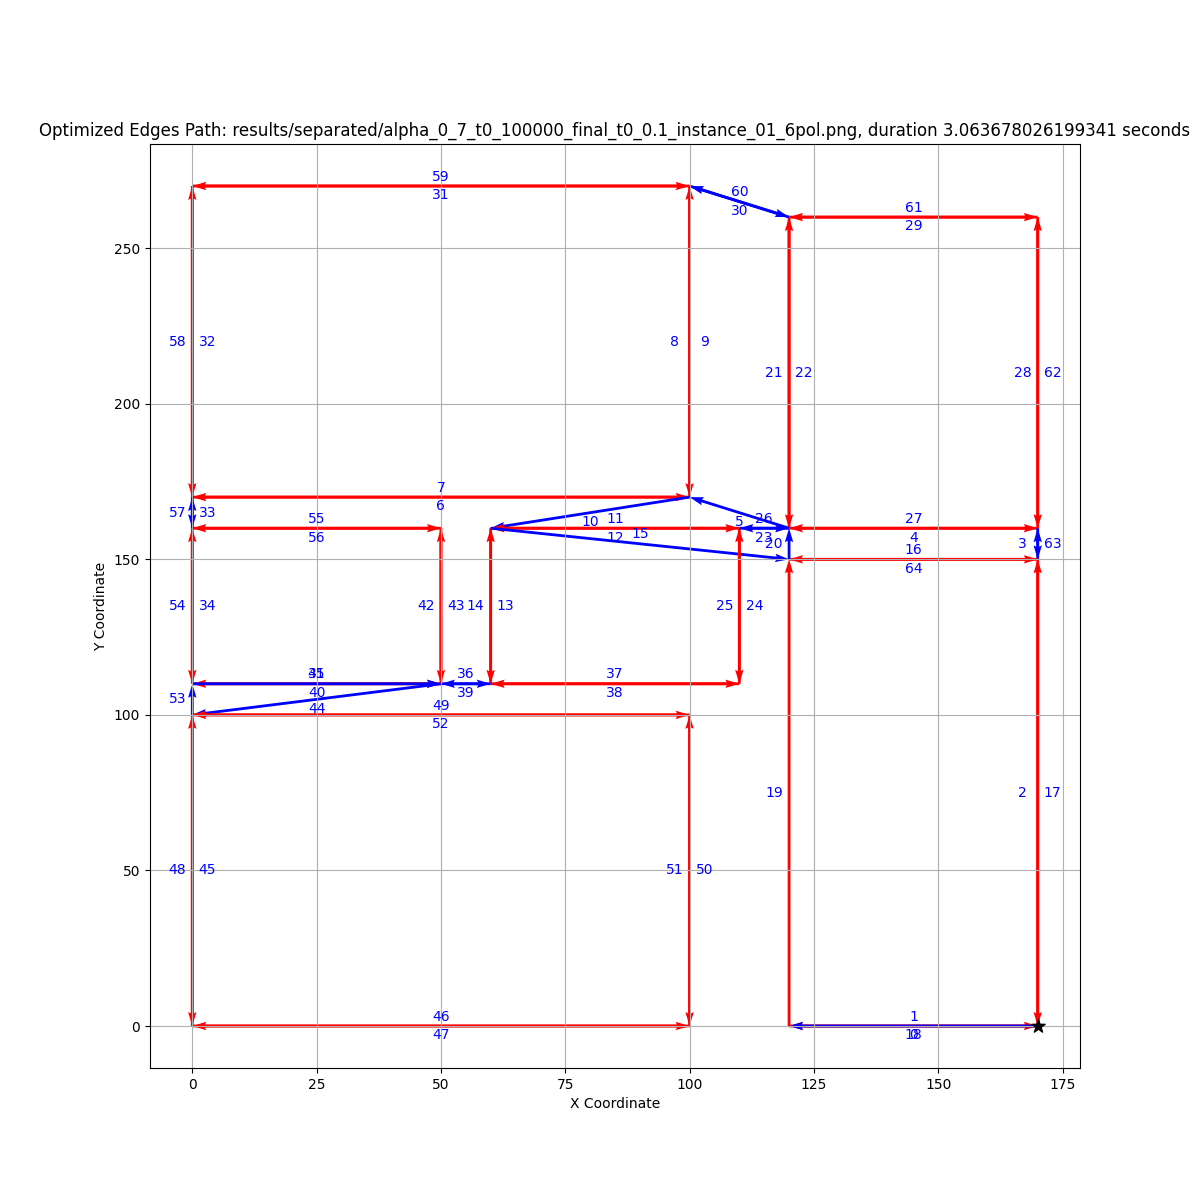 Optimized Edges Path: results/separated/alpha_0_7_t0_100000_final_t0_0.1_instance_01_6pol.png, duration 3.063678026199341 seconds
59
60
31
61
30
29
250
58 32 8 9
21 22 28 62
200
7
6
57 33 55 10 11 5 26 27
56 12 15 23 4
20 16 3 63
150
64
54 34 42 43 14 13 25 24
Y Coordinate
36 37
53 40 39 38
44 49
100
52
19 2 17
50
48 45 51 50
46 1
0
47
0 25 50 75 100 125 150 175
X Coordinate